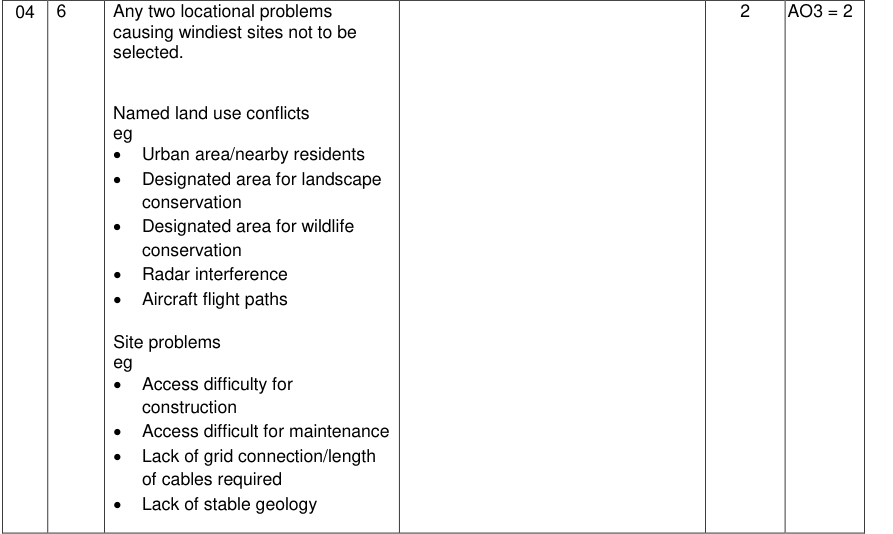 04 6 Any two locational problems 2 AO3 = 2
causing windiest sites not to be
selected.
Named land use conflicts
eg
• Urban area/nearby residents
• Designated area for landscape
conservation
• Designated area for wildlife
conservation
• Radar interference
• Aircraft flight paths
Site problems
eg
• Access difficulty for
construction
• Access difficult for maintenance
• Lack of grid connection/length
of cables required
• Lack of stable geology